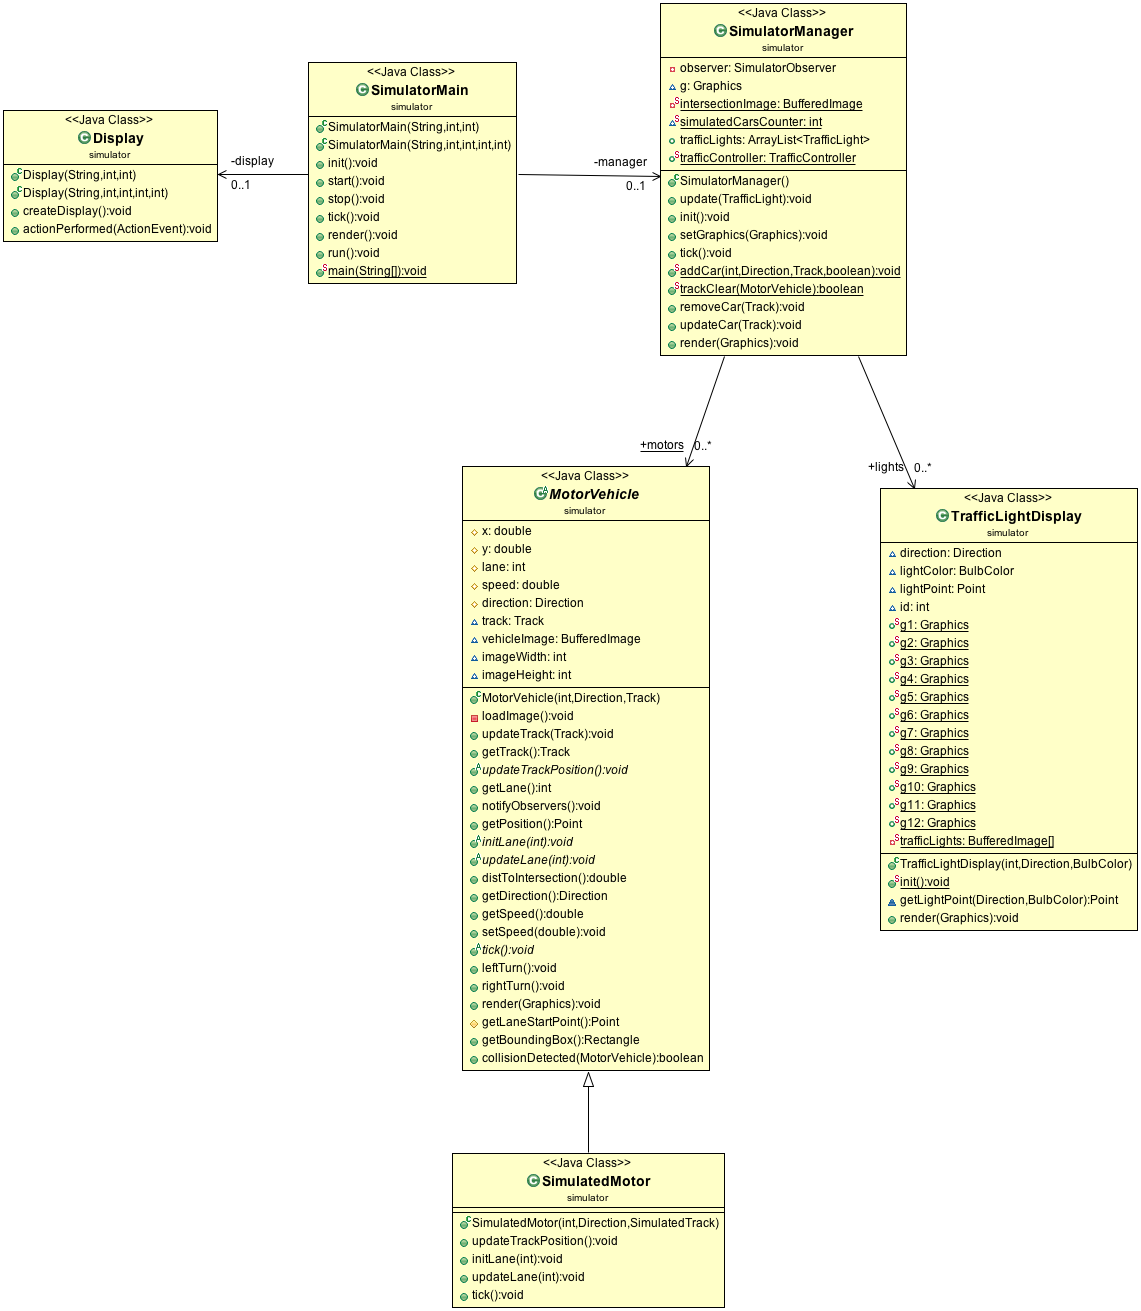 <<Java Class>>
SimulatorManager
simulator
observer: SimulatorObserver
g: Graphics
intersectionImage: BufferedImage
simulatedCarsCounter: int
trafficLights: ArrayList<TrafficLight>
trafficController: TrafficController
SimulatorManager()
update(TrafficLight):void
init():void
setGraphics(Graphics):void
tick():void
addCar(int,Direction,Track,boolean):void
trackClear(MotorVehicle):boolean
removeCar(Track):void
updateCar(Track):void
render(Graphics):void
<<Java Class>>
SimulatorMain
simulator
SimulatorMain(String,int,int)
SimulatorMain(String,int,int,int,int)
init():void
start():void
stop():void
tick():void
render():void
run():void
main(String[]):void
<<Java Class>>
Display
simulator
Display(String,int,int)
Display(String,int,int,int,int)
createDisplay():void
actionPerformed(ActionEvent):void
-display
0..1
-manager
0..1
+motors
0..*
+lights
0..*
<<Java Class>>
MotorVehicle
simulator
x: double
y: double
lane: int
speed: double
direction: Direction
track: Track
vehicleImage: BufferedImage
imageWidth: int
imageHeight: int
MotorVehicle(int,Direction,Track)
loadImage():void
updateTrack(Track):void
getTrack():Track
updateTrackPosition():void
getLane():int
notifyObservers():void
getPosition():Point
initLane(int):void
updateLane(int):void
distToIntersection():double
getDirection():Direction
getSpeed():double
setSpeed(double):void
tick():void
leftTurn():void
rightTurn():void
render(Graphics):void
getLaneStartPoint():Point
getBoundingBox():Rectangle
collisionDetected(MotorVehicle):boolean
<<Java Class>>
TrafficLightDisplay
simulator
direction: Direction
lightColor: BulbColor
lightPoint: Point
id: int
g1: Graphics
g2: Graphics
g3: Graphics
g4: Graphics
g5: Graphics
g6: Graphics
g7: Graphics
g8: Graphics
g9: Graphics
g10: Graphics
g11: Graphics
g12: Graphics
trafficLights: BufferedImage[]
TrafficLightDisplay(int,Direction,BulbColor)
init():void
getLightPoint(Direction,BulbColor):Point
render(Graphics):void
<<Java Class>>
SimulatedMotor
simulator
SimulatedMotor(int,Direction,SimulatedTrack)
updateTrackPosition():void
initLane(int):void
updateLane(int):void
tick():void